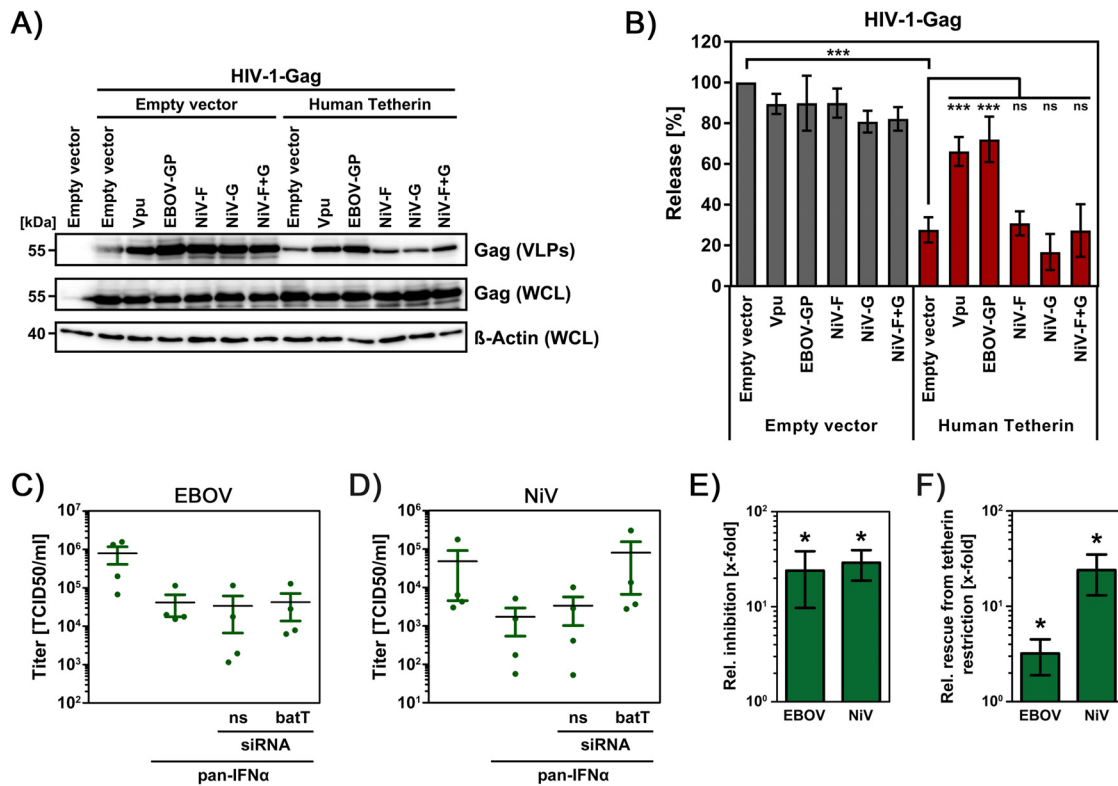 A)
HIV-1-Gag
Empty vector Human Tetherin
[kDa]
Empty vector
Empty vector
Vpu
EBOV-GP
NiV-F
NiV-G
NiV-F+G
Empty vector
Vpu
EBOV-GP
NiV-F
NiV-G
NiV-F+G
55 Gag (VLPs)
55 Gag (WCL)
40 ß-Actin (WCL)
B)
HIV-1-Gag
Release [%]
120
100
80
60
40
20
0
***
*** *** ns ns ns
Empty vector
Vpu
EBOV-GP
NiV-F
NiV-G
NiV-F+G
Empty vector
Vpu
EBOV-GP
NiV-F
NiV-G
NiV-F+G
Empty vector Human Tetherin
C)
EBOV
Titer [TCID50/ml]
10⁷
10⁶
10⁵
10⁴
10³
10²
ns batT
siRNA
pan-IFNα
D)
NiV
Titer [TCID50/ml]
10⁶
10⁵
10⁴
10³
10²
10¹
ns batT
siRNA
pan-IFNα
E)
Rel. inhibition [x-fold]
10²
10¹
10⁰
* *
EBOV NiV
F)
Rel. rescue from tetherin
restriction [x-fold]
10²
10¹
10⁰
* *
EBOV NiV